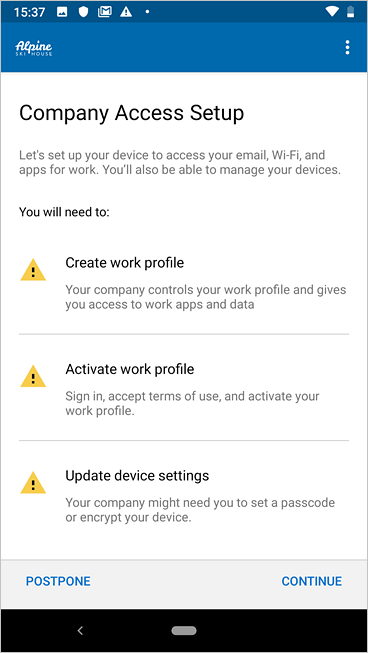 15:37
Alpine
SKI HOUSE
Company Access Setup
Let's set up your device to access your email, Wi-Fi, and
apps for work. You'll also be able to manage your devices.
You will need to:
Create work profile
Your company controls your work profile and gives
you access to work apps and data
Activate work profile
Sign in, accept terms of use, and activate your
work profile.
Update device settings
Your company might need you to set a passcode
or encrypt your device.
POSTPONE CONTINUE